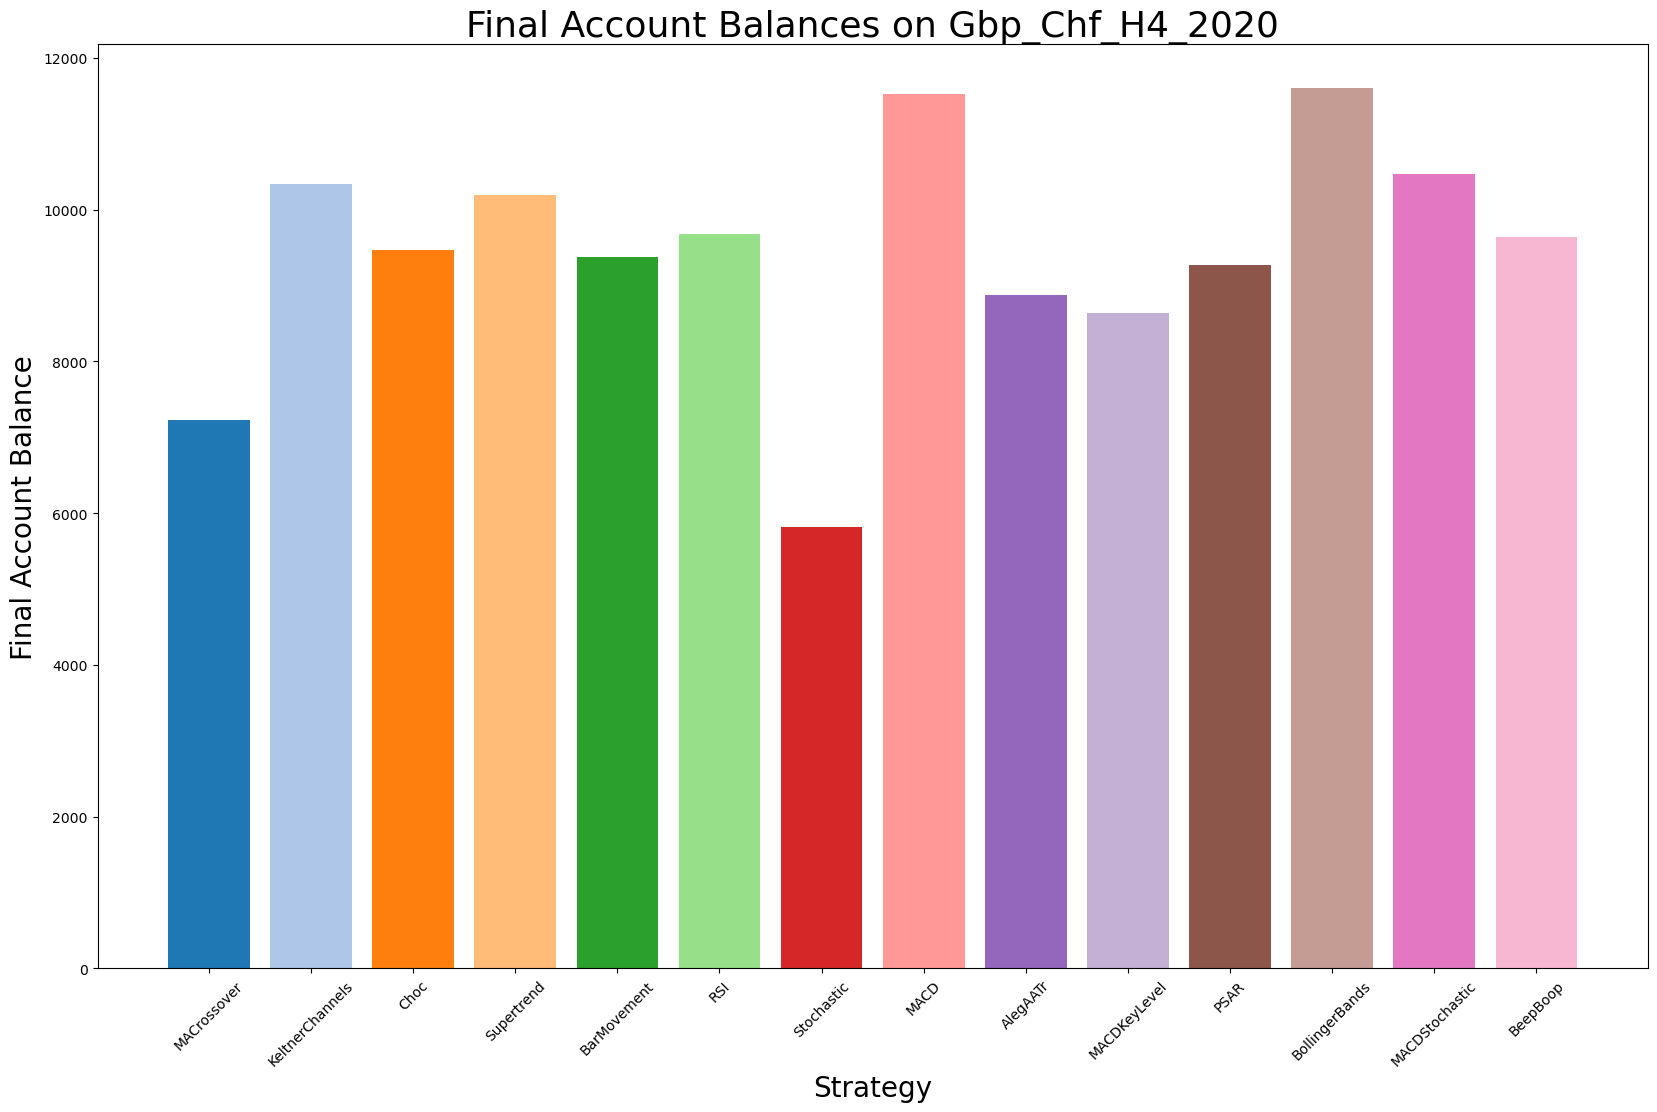 Final Account Balances on Gbp_Chf_H4_2020
Final Account Balance
12000
10000
8000
6000
4000
2000
0
MACrossover
KeltnerChannels
Choc
Supertrend
BarMovement
RSI
Stochastic
MACD
AlegAATr
MACDKeyLevel
PSAR
BollingerBands
MACDStochastic
BeepBoop
Strategy